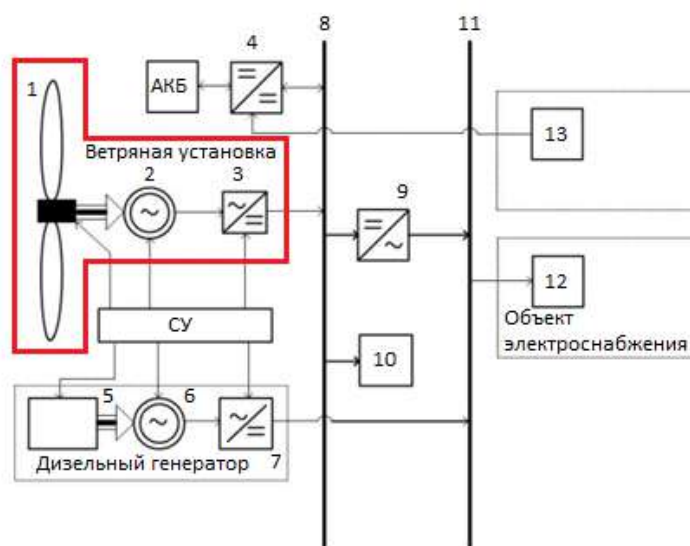 8
11
4
АКБ
1
13
Ветряная установка
2
3
9
12
СУ
Объект
электроснабжения
10
5
6
Дизельный генератор
7